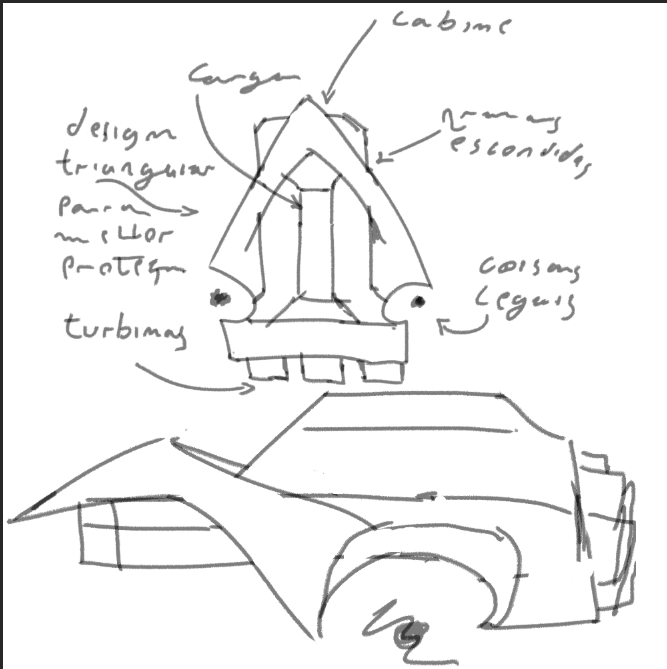 cabine
carga
design
triangular
para
melhor
proteção
armas
escondidas
coisas
legais
turbinas